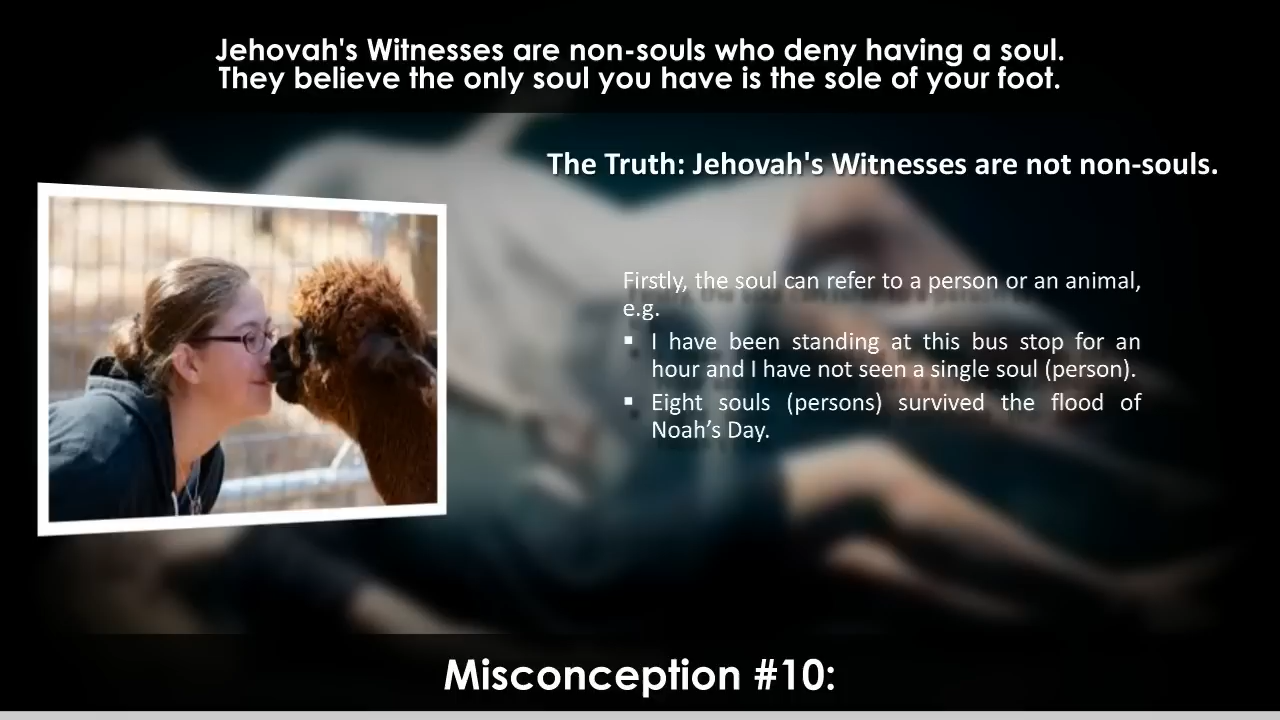 Jehovah's Witnesses are non-souls who deny having a soul.
They believe the only soul you have is the sole of your foot.
The Truth: Jehovah's Witnesses are not non-souls.
Firstly, the soul can refer to a person or an animal,
e.g.
▪ I have been standing at this bus stop for an
hour and I have not seen a single soul (person).
▪ Eight souls (persons) survived the flood of
Noah’s Day.
Misconception #10: